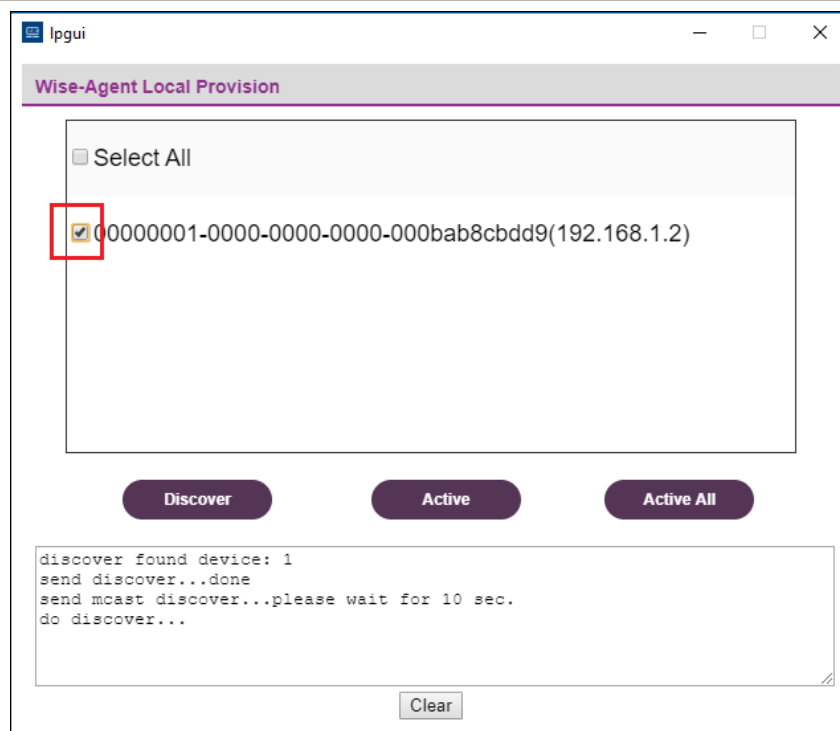 lpgui
Wise-Agent Local Provision
Select All
00000001-0000-0000-0000-000bab8cbdd9(192.168.1.2)
Discover Active Active All
discover found device: 1
send discover...done
send mcast discover...please wait for 10 sec.
do discover...
Clear